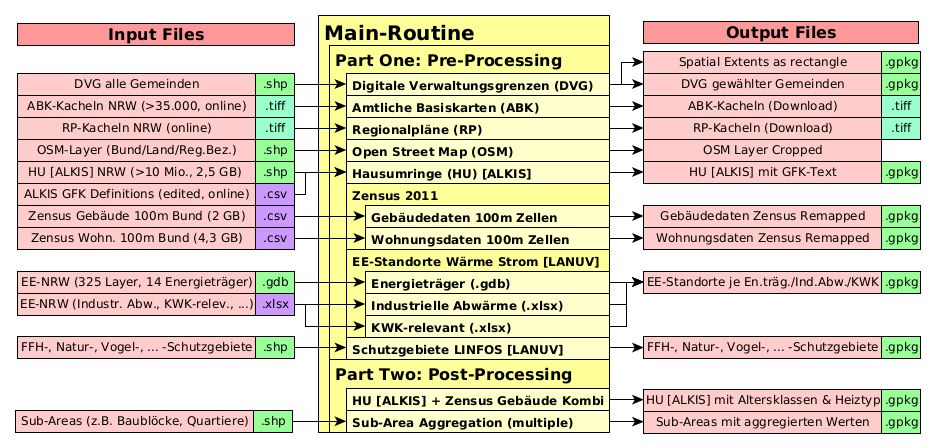 Input Files
DVG alle Gemeinden .shp
ABK-Kacheln NRW (>35.000, online) .tiff
RP-Kacheln NRW (online) .tiff
OSM-Layer (Bund/Land/Reg.Bez.) .shp
HU [ALKIS] NRW (>10 Mio., 2,5 GB) .shp
ALKIS GFK Definitions (edited, online) .csv
Zensus Gebäude 100m Bund (2 GB) .csv
Zensus Wohn. 100m Bund (4,3 GB) .csv
EE-NRW (325 Layer, 14 Energieträger) .gdb
EE-NRW (Industr. Abw., KWK-relev., ...) .xlsx
FFH-, Natur-, Vogel-, ... -Schutzgebiete .shp
Sub-Areas (z.B. Baublöcke, Quartiere) .shp
Main-Routine
Part One: Pre-Processing
Digitale Verwaltungsgrenzen (DVG)
Amtliche Basiskarten (ABK)
Regionalpläne (RP)
Open Street Map (OSM)
Hausumringe (HU) [ALKIS]
Zensus 2011
Gebäudedaten 100m Zellen
Wohnungsdaten 100m Zellen
EE-Standorte Wärme Strom [LANUV]
Energieträger (.gdb)
Industrielle Abwärme (.xlsx)
KWK-relevant (.xlsx)
Schutzgebiete LINFOS [LANUV]
Part Two: Post-Processing
HU [ALKIS] + Zensus Gebäude Kombi
Sub-Area Aggregation (multiple)
Output Files
Spatial Extents as rectangle .gpkg
DVG gewählter Gemeinden .gpkg
ABK-Kacheln (Download) .tiff
RP-Kacheln (Download) .tiff
OSM Layer Cropped
HU [ALKIS] mit GFK-Text .gpkg
Gebäudedaten Zensus Remapped .gpkg
Wohnungsdaten Zensus Remapped .gpkg
EE-Standorte je En.träg./Ind.Abw./KWK .gpkg
FFH-, Natur-, Vogel-, ... -Schutzgebiete .gpkg
HU [ALKIS] mit Altersklassen & Heiztyp .gpkg
Sub-Areas mit aggregierten Werten .gpkg